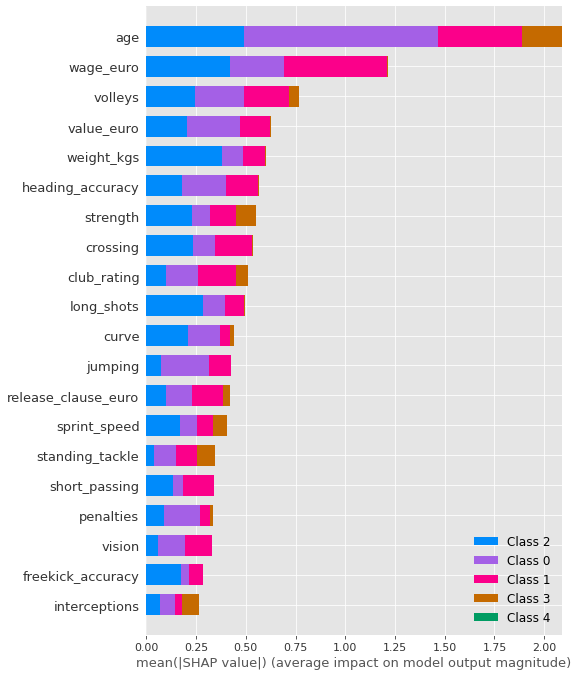 age
wage_euro
volleys
value_euro
weight_kgs
heading_accuracy
strength
crossing
club_rating
long_shots
curve
jumping
release_clause_euro
sprint_speed
standing_tackle
short_passing
penalties
vision
freekick_accuracy
interceptions
Class 2
Class 0
Class 1
Class 3
Class 4
0.00 0.25 0.50 0.75 1.00 1.25 1.50 1.75 2.00
mean(|SHAP value|) (average impact on model output magnitude)